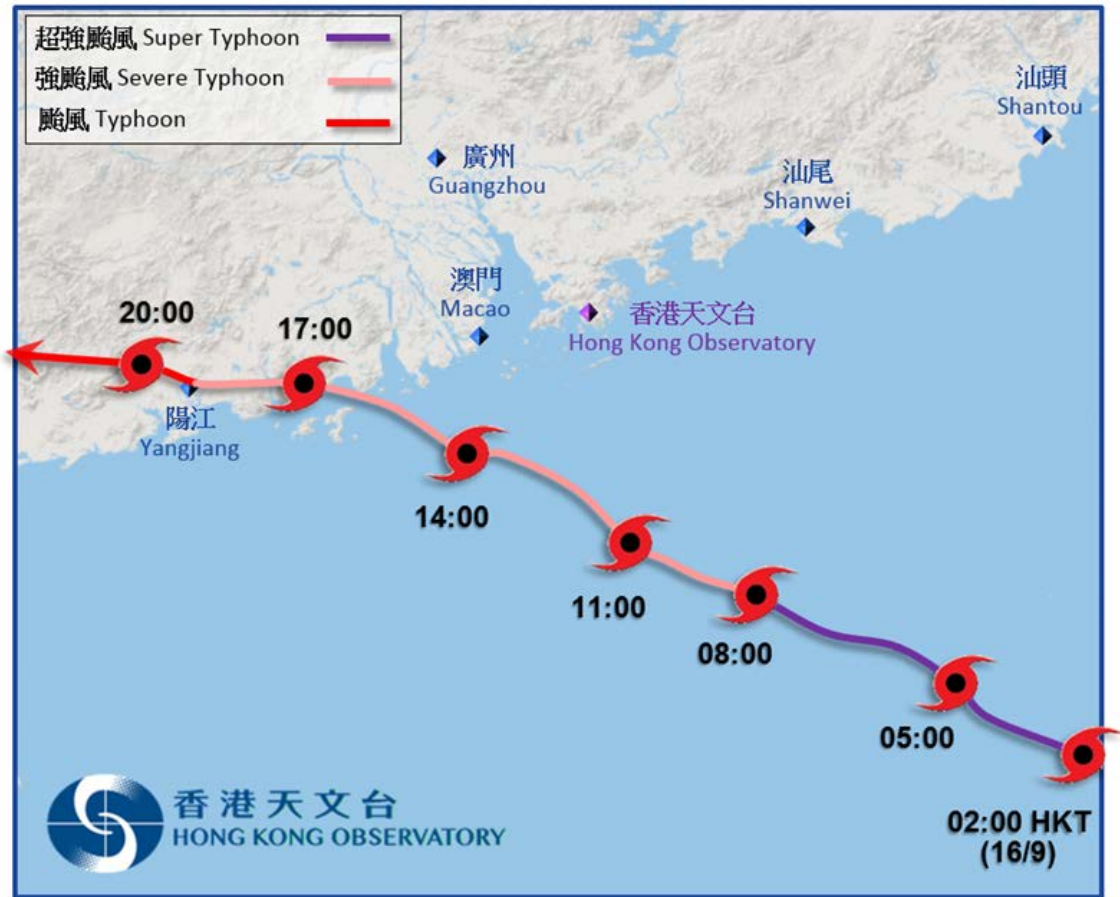 超強颱風 Super Typhoon
強颱風 Severe Typhoon
颱風 Typhoon
汕頭
Shantou
廣州
Guangzhou
汕尾
Shanwei
澳門
Macao
香港天文台
Hong Kong Observatory
20:00
17:00
陽江
Yangjiang
14:00
11:00
08:00
05:00
02:00 HKT
(16/9)
香港天文台
HONG KONG OBSERVATORY